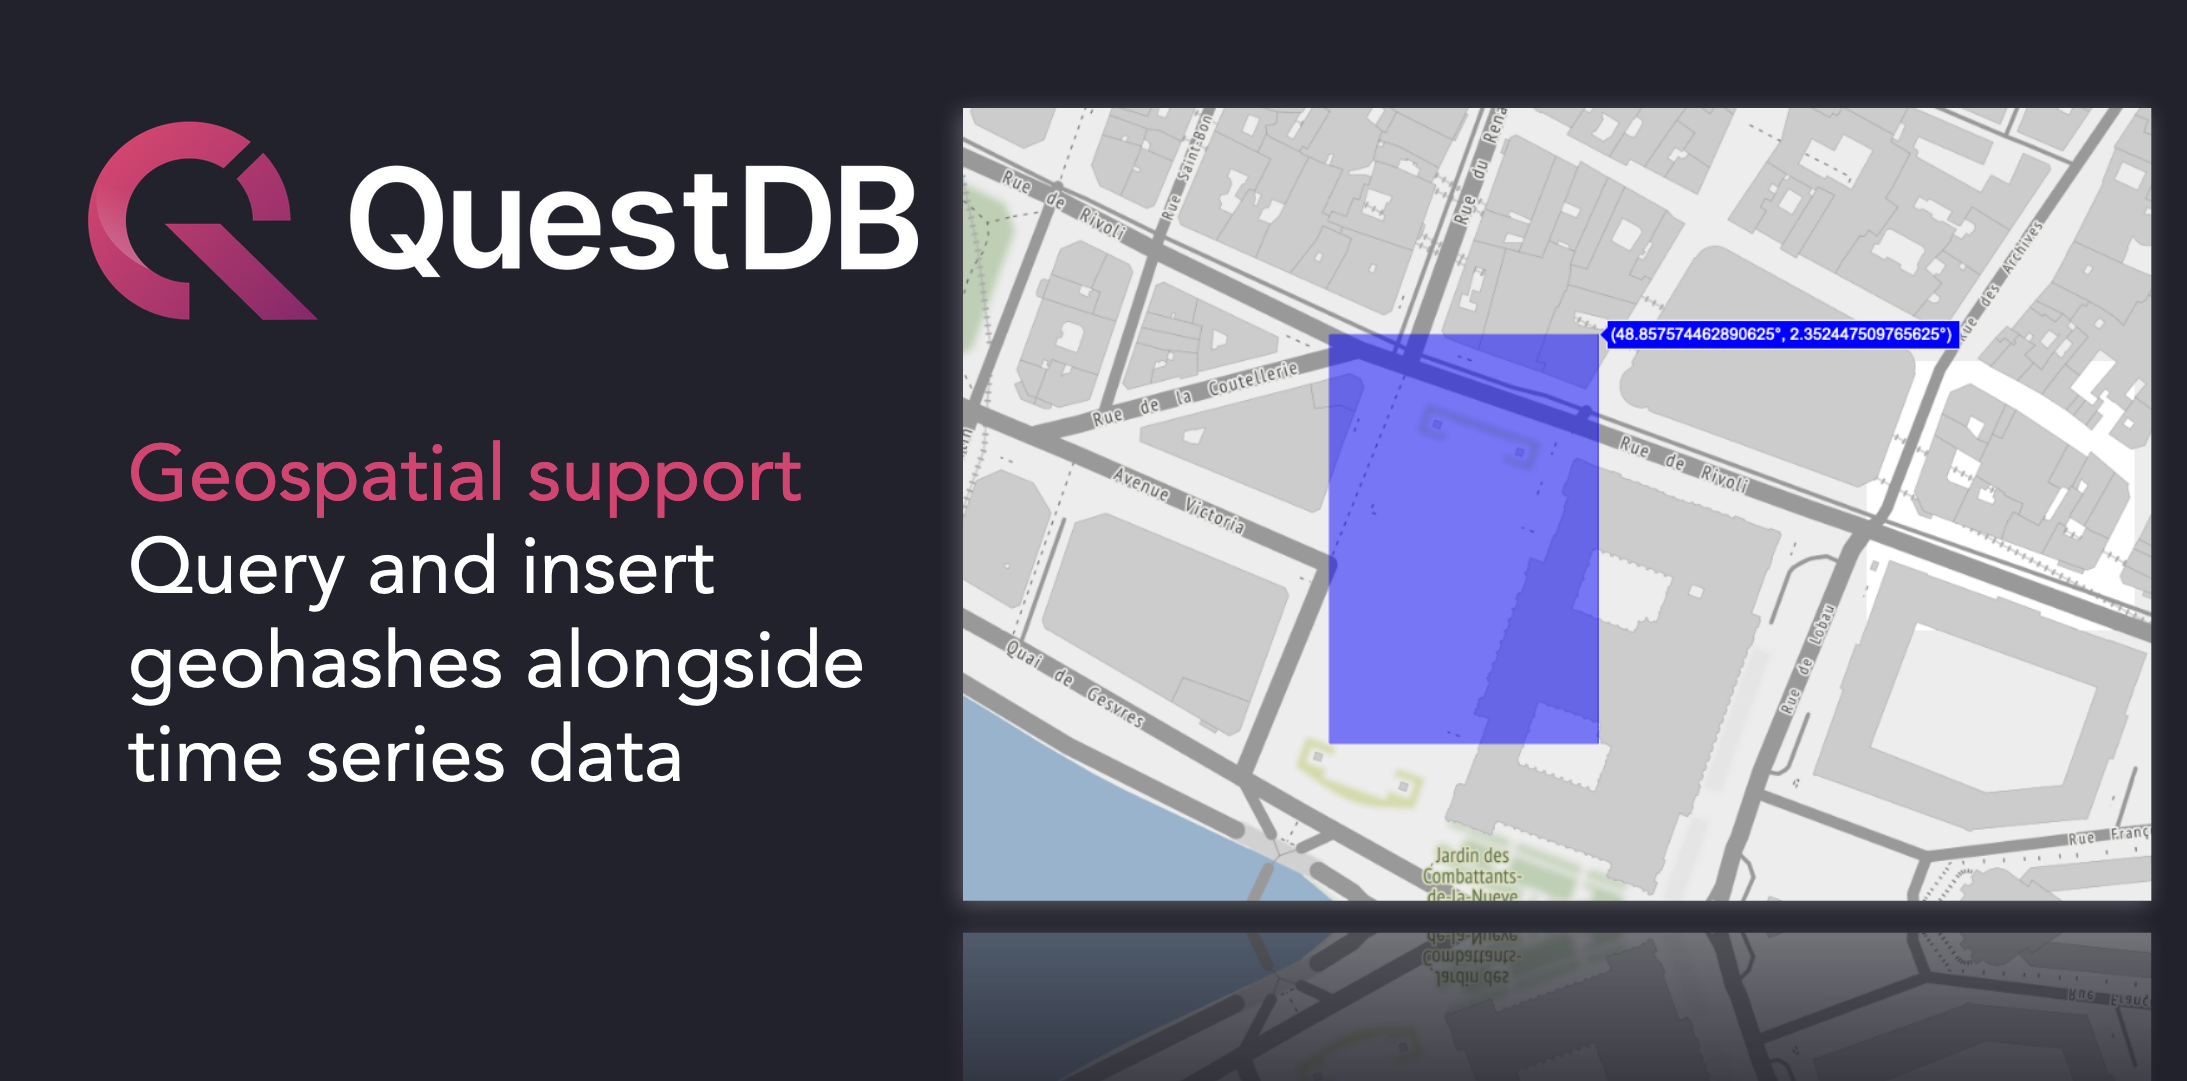 QuestDB
Geospatial support
Query and insert
geohashes alongside
time series data
Rue de Rivoli
Rue Saint-Bon
Rue du Rena
Rue des Archives
(48.857574462890625°, 2.352447509765625°)
Rue de la Coutellerie
Rue de Rivoli
Avenue Victoria
Quai de Gesvres
Rue de Lobau
Rue Franç
Jardin des
Combattants-
de-la-Nueve